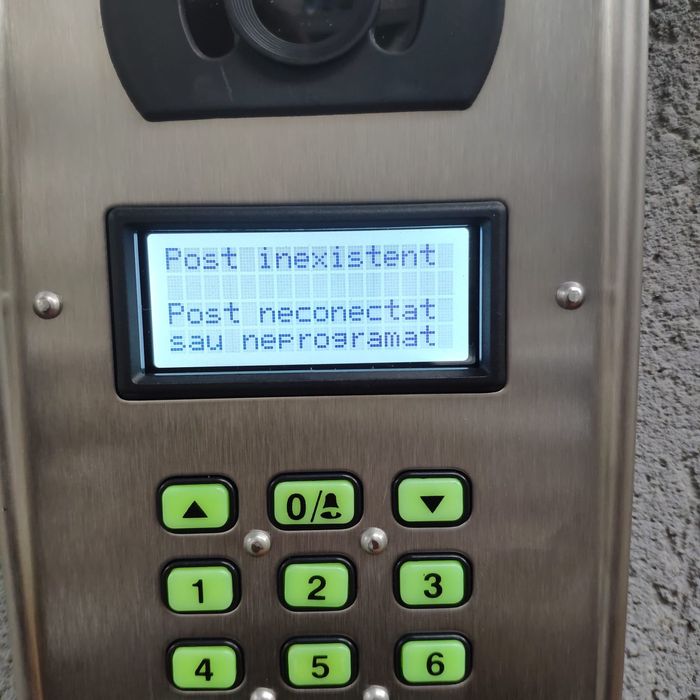 Post inexistent
Post neconectat
sau neprogramat
▲ 0/🔔 ▼
1 2 3
4 5 6